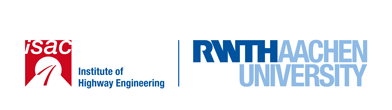 isac
Institute of
Highway Engineering
RWTHAACHEN
UNIVERSITY